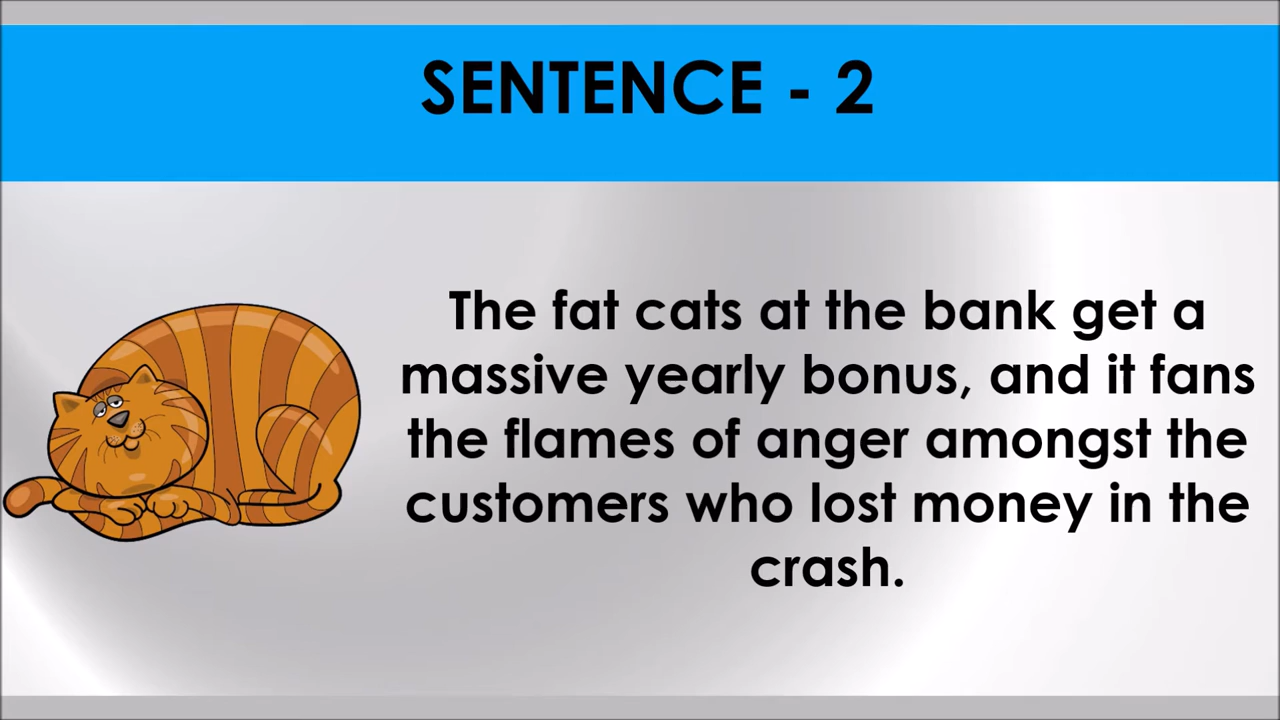 SENTENCE - 2
The fat cats at the bank get a
massive yearly bonus, and it fans
the flames of anger amongst the
customers who lost money in the
crash.